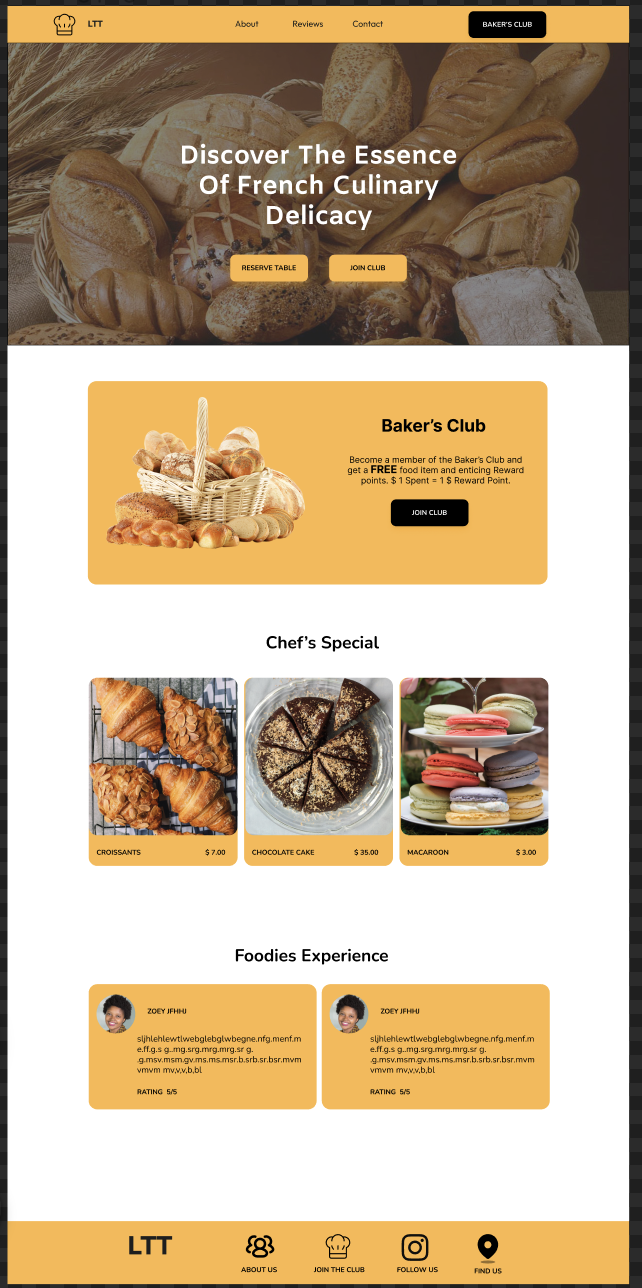 LTT
About Reviews Contact
BAKER'S CLUB
Discover The Essence
Of French Culinary
Delicacy
RESERVE TABLE JOIN CLUB
Baker's Club
Become a member of the Baker's Club and
get a FREE food item and enticing Reward
points. $ 1 Spent = 1 $ Reward Point.
JOIN CLUB
Chef's Special
CROISSANTS $ 7.00
CHOCOLATE CAKE $ 35.00
MACAROON $ 3.00
Foodies Experience
ZOEY JFHHJ
sljhlehlewtlwebglebglwbegne.nfg.menf.m
e.ff.g.s g..mg.srg.mrg.mrg.sr g.
.g.msv.msm.gv.ms.ms.msr.b.srb.sr.bsr.mvm
vmvm mv,v,v,b,bl
RATING 5/5
ZOEY JFHHJ
sljhlehlewtlwebglebglwbegne.nfg.menf.m
e.ff.g.s g..mg.srg.mrg.mrg.sr g.
.g.msv.msm.gv.ms.ms.msr.b.srb.sr.bsr.mvm
vmvm mv,v,v,b,bl
RATING 5/5
LTT
ABOUT US
JOIN THE CLUB
FOLLOW US
FIND US